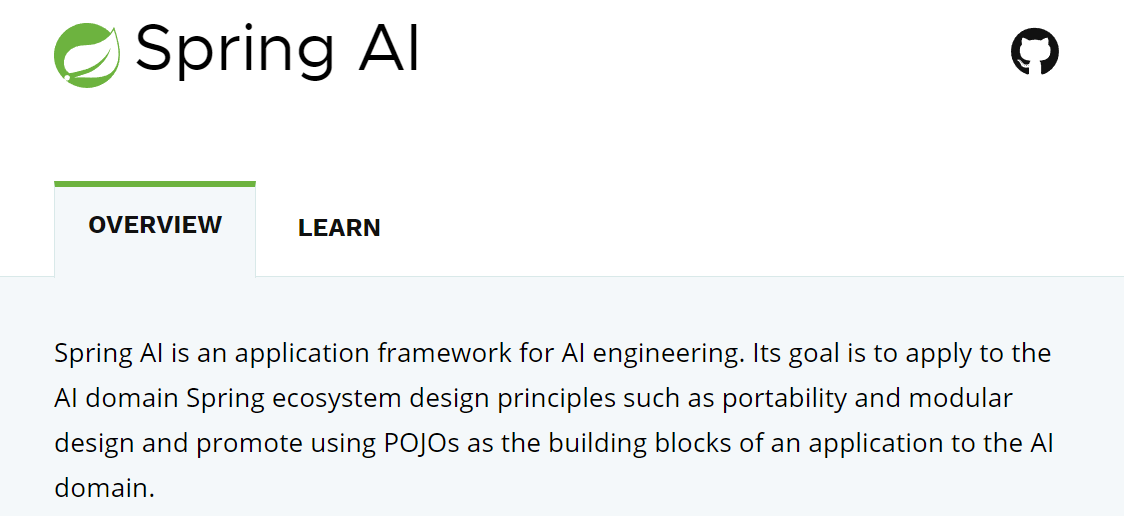 Spring AI
OVERVIEW
LEARN
Spring AI is an application framework for AI engineering. Its goal is to apply to the
AI domain Spring ecosystem design principles such as portability and modular
design and promote using POJOs as the building blocks of an application to the AI
domain.